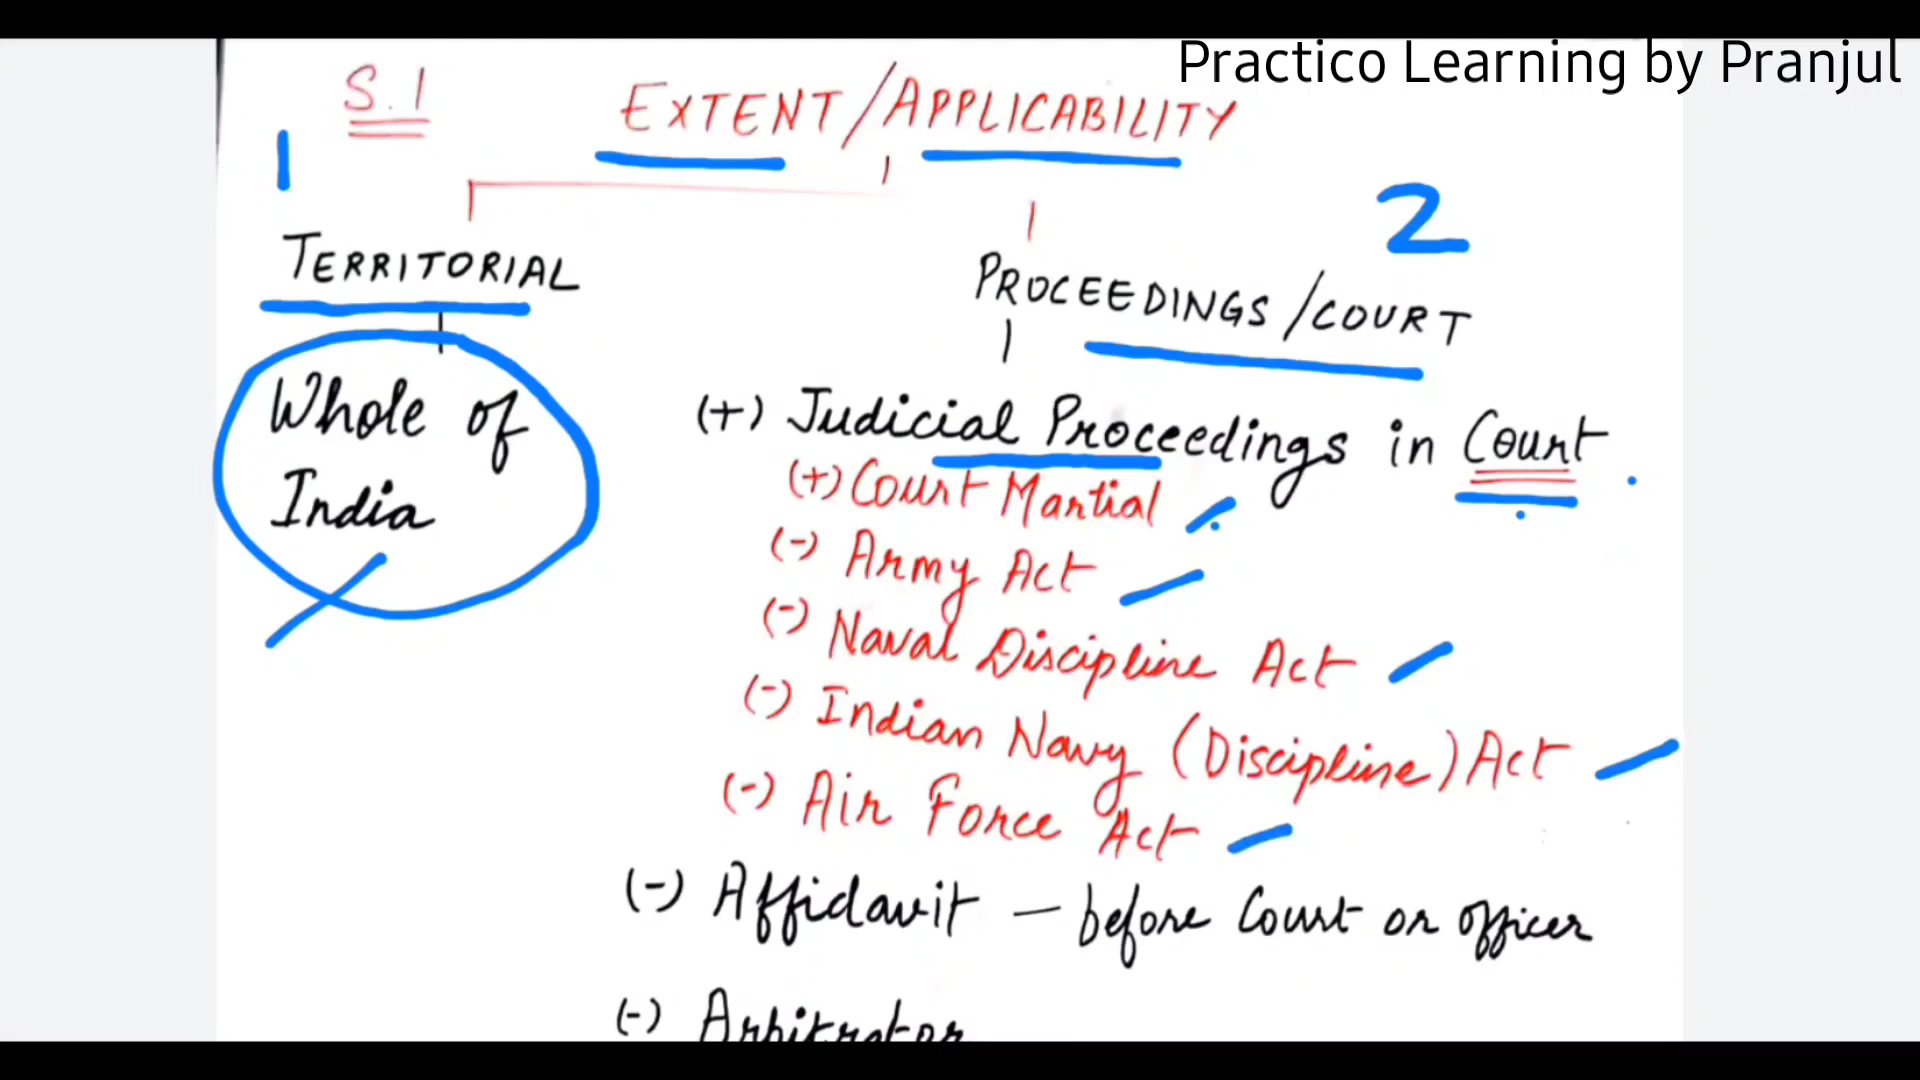 Practico Learning by Pranjul
S.1
EXTENT/APPLICABILITY
1
2
TERRITORIAL
PROCEEDINGS/COURT
Whole of
India
(+) Judicial Proceedings in Court
(+) Court Martial
(-) Army Act
(-) Naval Discipline Act
(-) Indian Navy (Discipline) Act
(-) Air Force Act
(-) Affidavit — before Court or officer
(-) Arbitrator